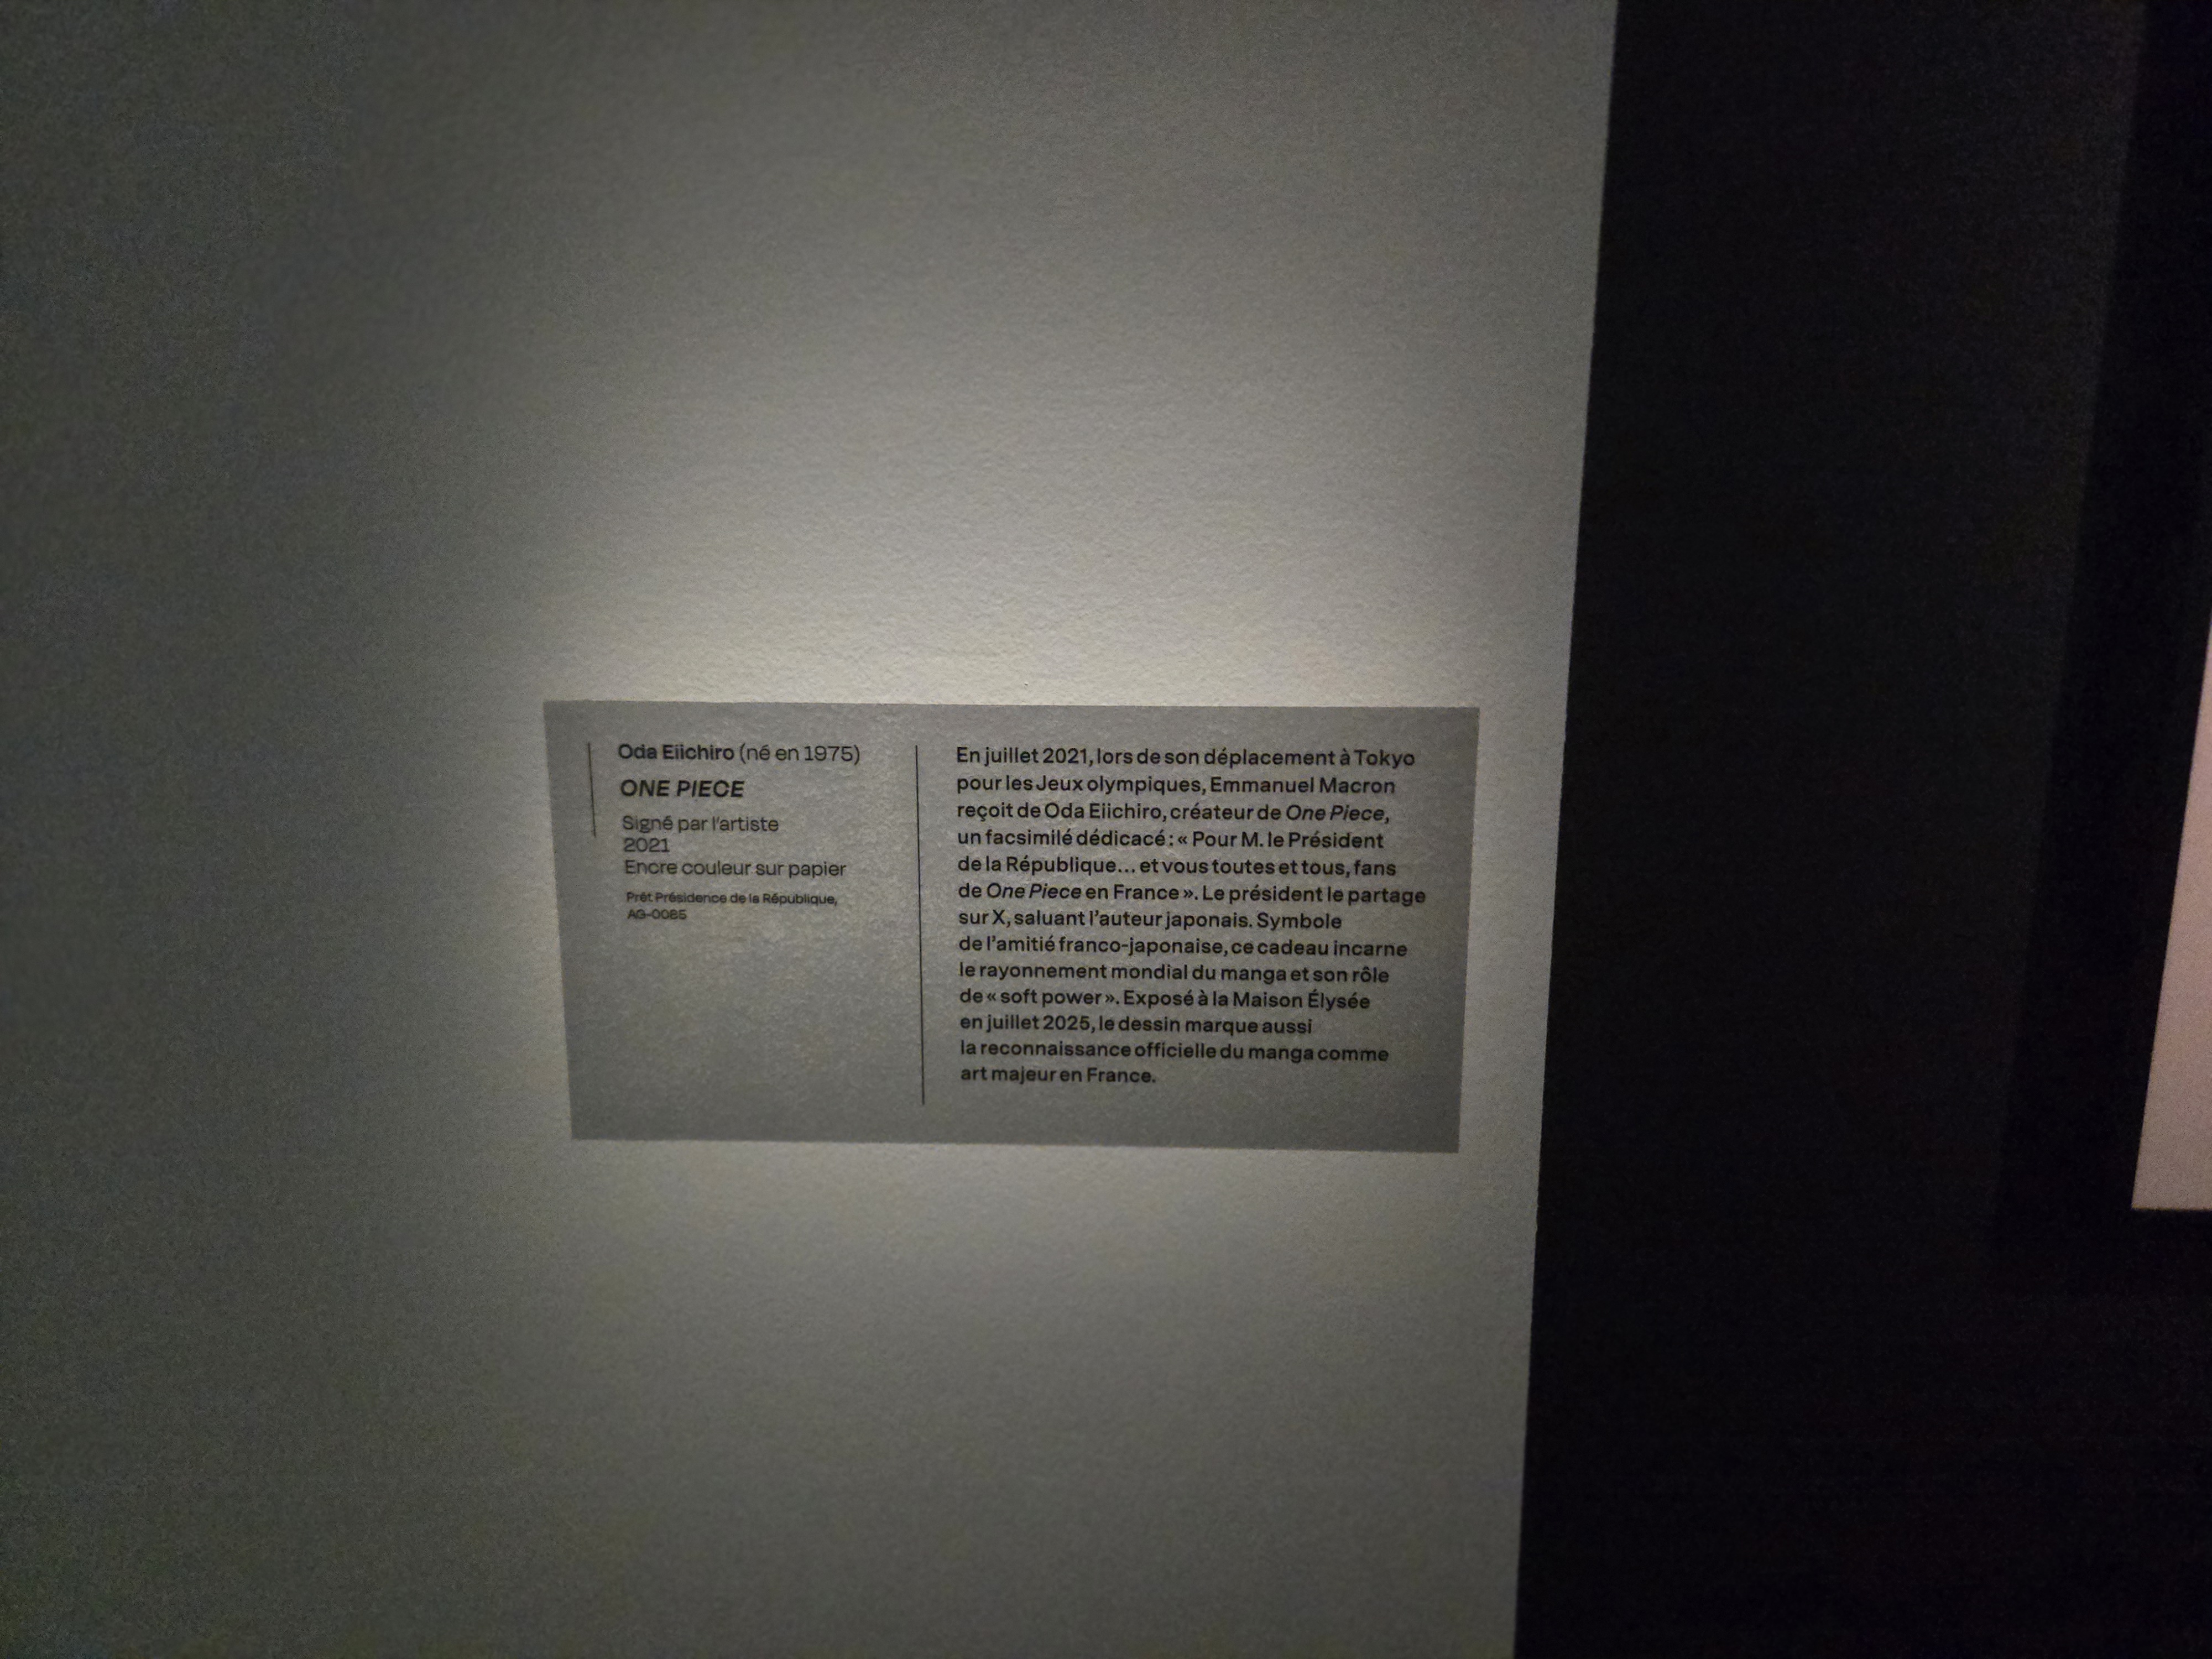 Oda Eiichiro (né en 1975)
ONE PIECE
Signé par l'artiste
2021
Encre couleur sur papier
Prêt Présidence de la République,
AG-0085
En juillet 2021, lors de son déplacement à Tokyo
pour les Jeux olympiques, Emmanuel Macron
reçoit de Oda Eiichiro, créateur de One Piece,
un facsimilé dédicacé : « Pour M. le Président
de la République... et vous toutes et tous, fans
de One Piece en France ». Le président le partage
sur X, saluant l'auteur japonais. Symbole
de l'amitié franco-japonaise, ce cadeau incarne
le rayonnement mondial du manga et son rôle
de « soft power ». Exposé à la Maison Élysée
en juillet 2025, le dessin marque aussi
la reconnaissance officielle du manga comme
art majeur en France.